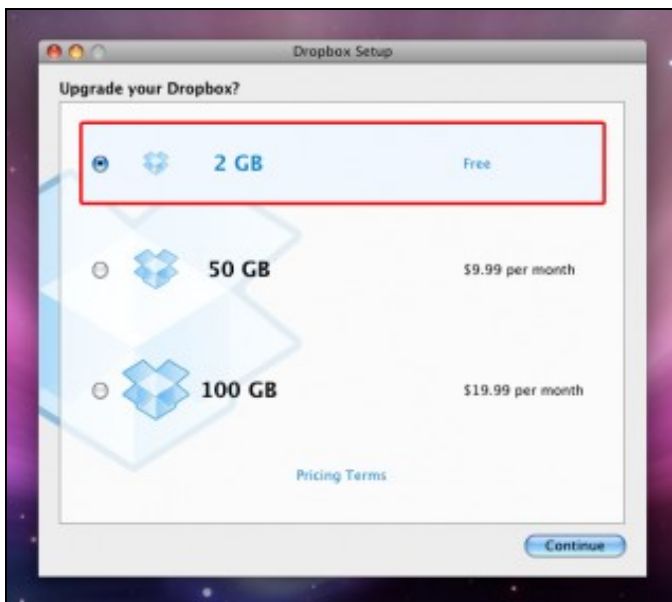 Dropbox Setup
Upgrade your Dropbox?
2 GB Free
50 GB $9.99 per month
100 GB $19.99 per month
Pricing Terms
Continue